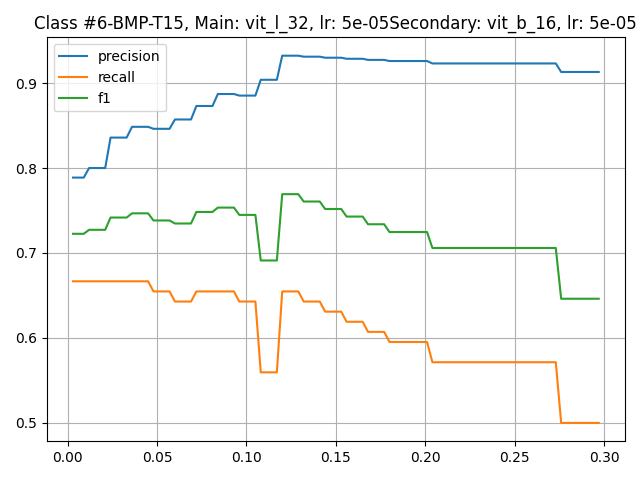 Class #6-BMP-T15, Main: vit_l_32, lr: 5e-05Secondary: vit_b_16, lr: 5e-05
precision
recall
f1
0.9
0.8
0.7
0.6
0.5
0.00 0.05 0.10 0.15 0.20 0.25 0.30